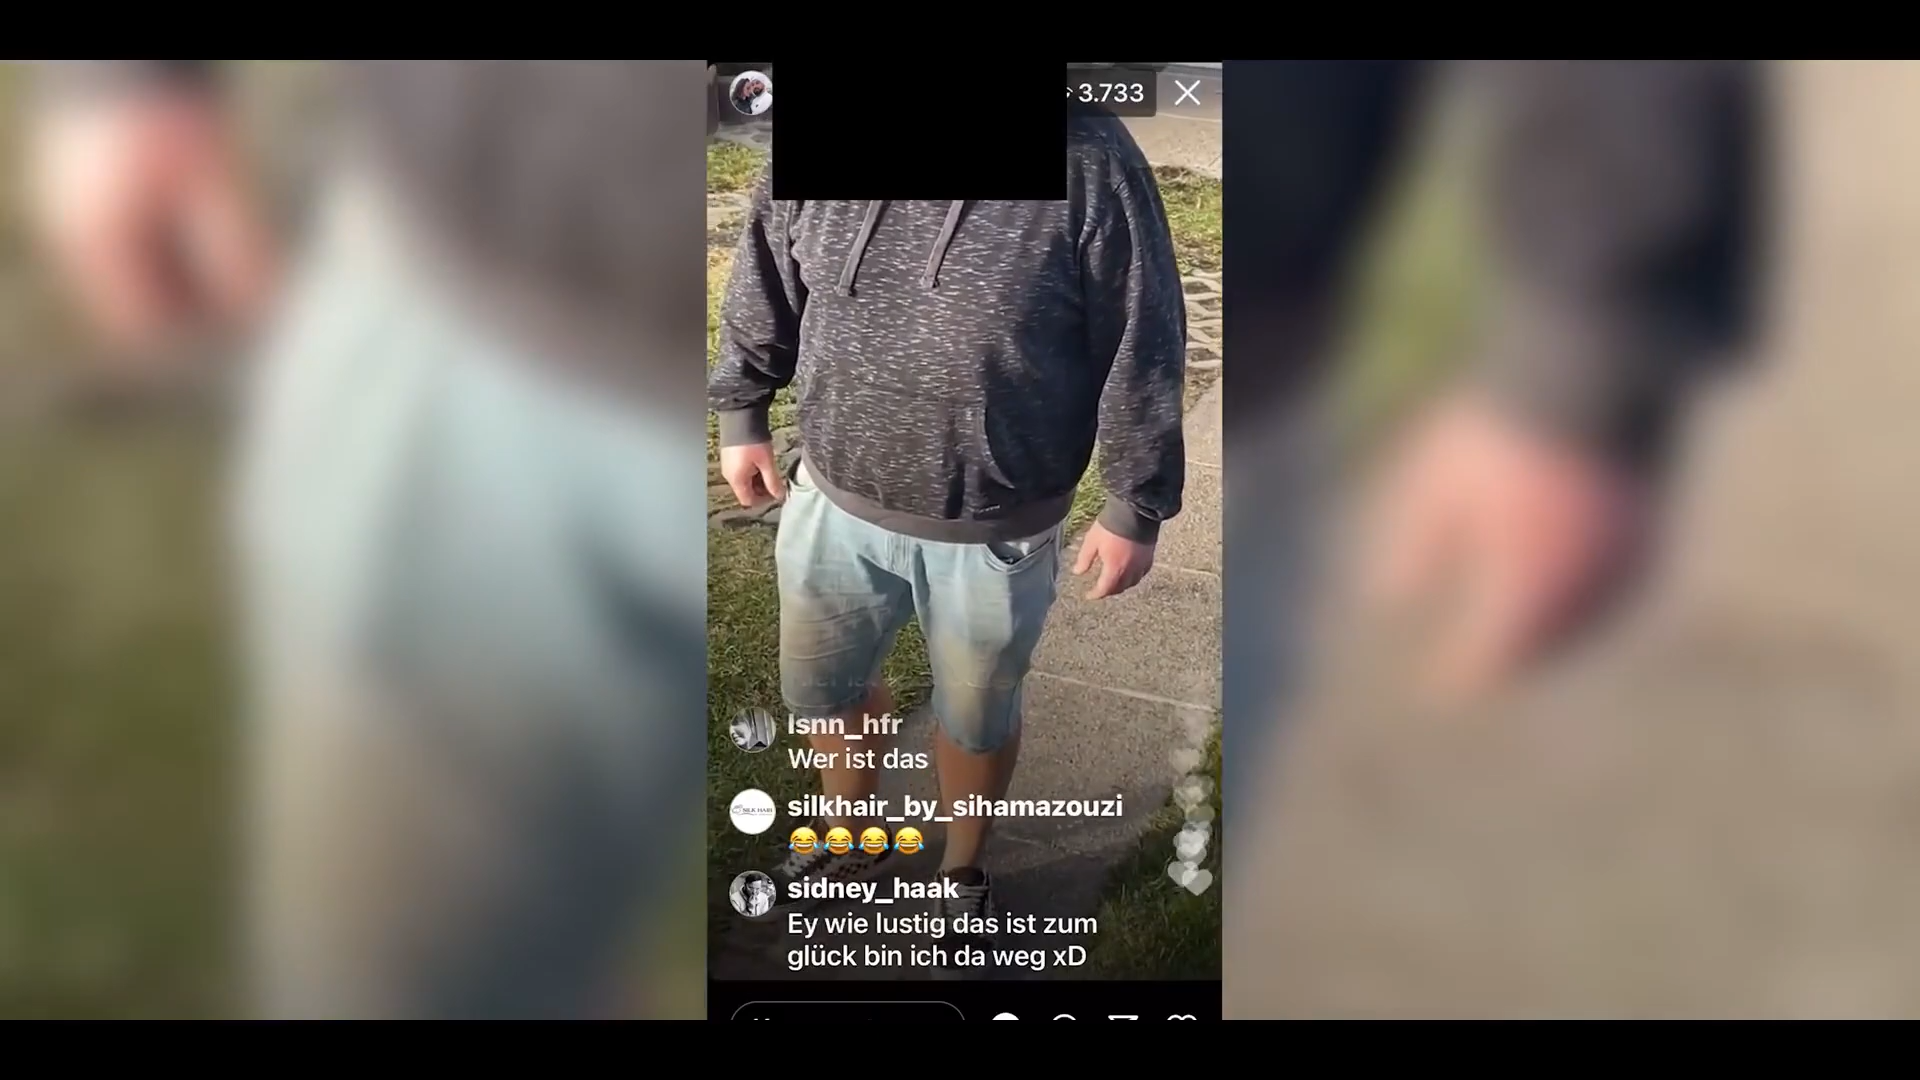 3.733
lsnn_hfr
Wer ist das
silkhair_by_sihamazouzi
😂😂😂😂
sidney_haak
Ey wie lustig das ist zum
glück bin ich da weg xD